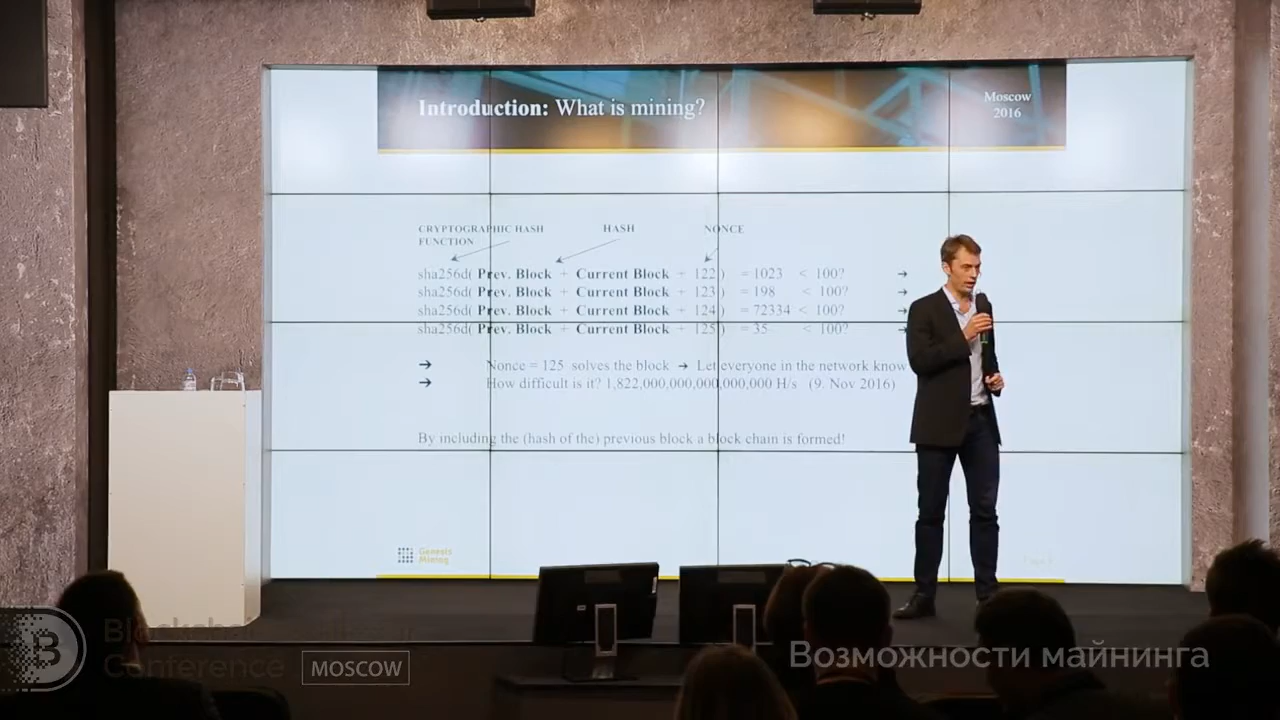 Introduction: What is mining?
Moscow
2016
CRYPTOGRAPHIC HASH
FUNCTION
HASH
NONCE
sha256d( Prev. Block + Current Block + 122 ) = 1023 < 100? ➔
sha256d( Prev. Block + Current Block + 123 ) = 198 < 100? ➔
sha256d( Prev. Block + Current Block + 124 ) = 72334 < 100? ➔
sha256d( Prev. Block + Current Block + 125 ) = 35 < 100? ➔
➔ Nonce = 125 solves the block ➔ Let everyone in the network know
➔ How difficult is it? 1,822,000,000,000,000,000 H/s (9. Nov 2016)
By including the (hash of the) previous block a block chain is formed!
Genesis
Mining
Conference
MOSCOW
Возможности майнинга